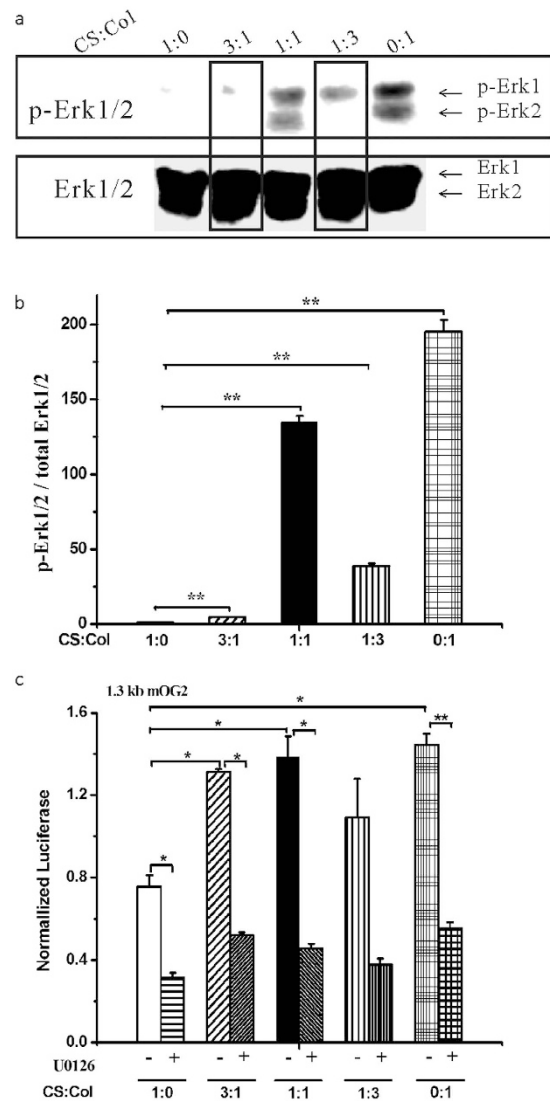 a
CS:Col 1:0 3:1 1:1 1:3 0:1
p-Erk1/2
p-Erk1
p-Erk2
Erk1/2
Erk1
Erk2
b
**
**
**
**
p-Erk1/2 / total Erk1/2
200
150
100
50
0
CS:Col 1:0 3:1 1:1 1:3 0:1
c
1.3 kb mOG2
*
*
*
*
*
*
**
Normallized Luciferase
1.6
1.2
0.8
0.4
0.0
U0126 - + - + - + - + - +
CS:Col 1:0 3:1 1:1 1:3 0:1